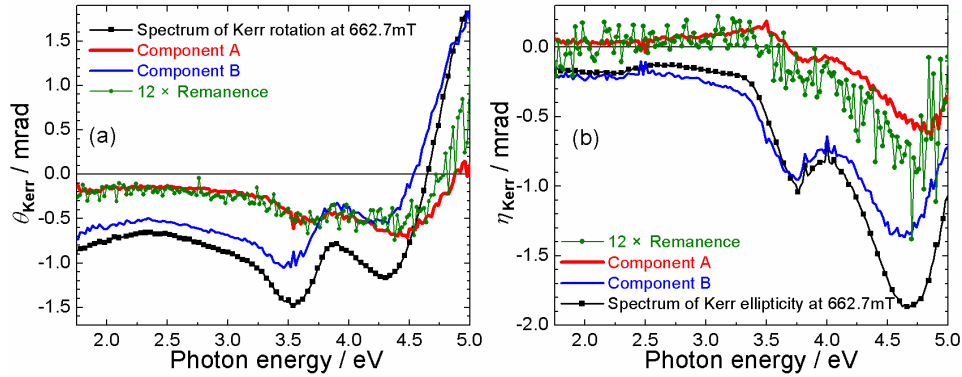 Spectrum of Kerr rotation at 662.7mT
Component A
Component B
12 × Remanence
(a)
θKerr / mrad
1.5
1.0
0.5
0.0
-0.5
-1.0
-1.5
2.0 2.5 3.0 3.5 4.0 4.5 5.0
Photon energy / eV
(b)
ηKerr / mrad
0.0
-0.5
-1.0
-1.5
-2.0
12 × Remanence
Component A
Component B
Spectrum of Kerr ellipticity at 662.7mT
2.0 2.5 3.0 3.5 4.0 4.5 5.0
Photon energy / eV